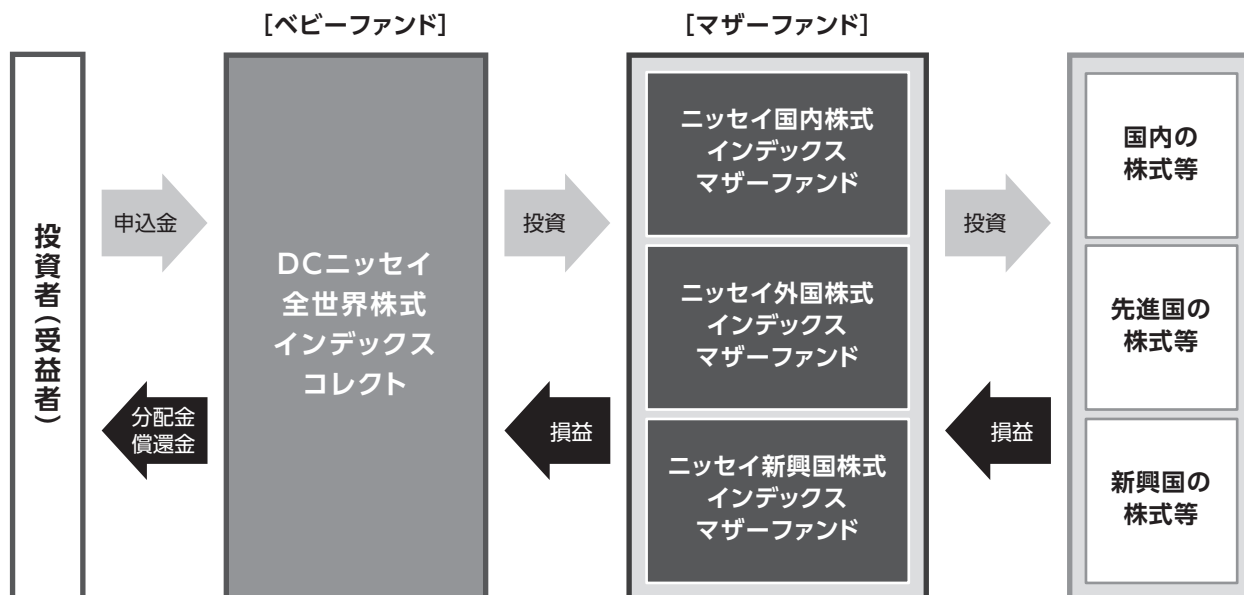 [ベビーファンド]
[マザーファンド]
投資者(受益者)
申込金
分配金
償還金
DCニッセイ
全世界株式
インデックス
コレクト
投資
損益
ニッセイ国内株式
インデックス
マザーファンド
ニッセイ外国株式
インデックス
マザーファンド
ニッセイ新興国株式
インデックス
マザーファンド
投資
損益
国内の
株式等
先進国の
株式等
新興国の
株式等